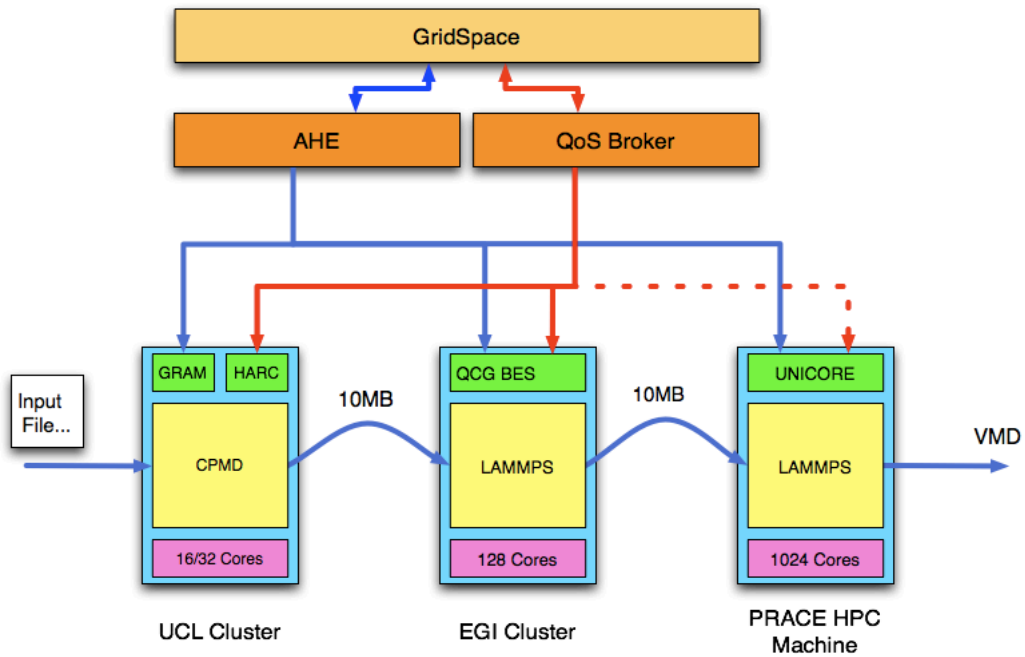 GridSpace
AHE
QoS Broker
GRAM
HARC
QCG BES
UNICORE
Input
File...
10MB
10MB
VMD
CPMD
LAMMPS
LAMMPS
16/32 Cores
128 Cores
1024 Cores
UCL Cluster
EGI Cluster
PRACE HPC
Machine